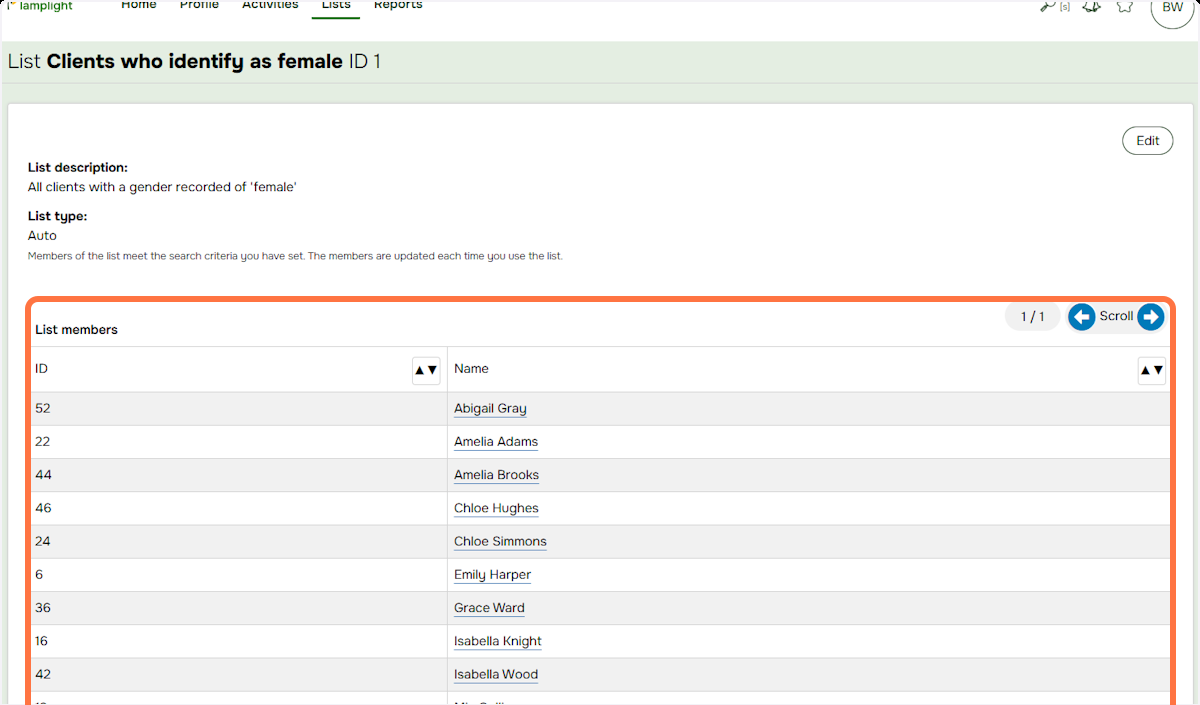 lamplight Home Profile Activities Lists Reports [s] BW
List Clients who identify as female ID 1
Edit
List description:
All clients with a gender recorded of 'female'
List type:
Auto
Members of the list meet the search criteria you have set. The members are updated each time you use the list.
1 / 1 Scroll
List members
ID ▲▼ Name ▲▼
52 Abigail Gray
22 Amelia Adams
44 Amelia Brooks
46 Chloe Hughes
24 Chloe Simmons
6 Emily Harper
36 Grace Ward
16 Isabella Knight
42 Isabella Wood